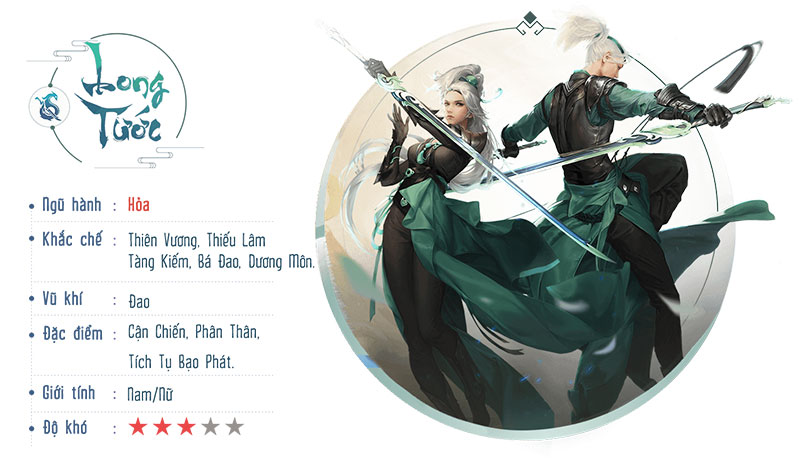 Long
Tước
Ngũ hành : Hỏa
Khắc chế : Thiên Vương, Thiếu Lâm
Tàng Kiếm, Bá Đao, Dương Môn.
Vũ khí : Đao
Đặc điểm : Cận Chiến, Phân Thân,
Tích Tụ Bạo Phát.
Giới tính : Nam/Nữ
Độ khó :